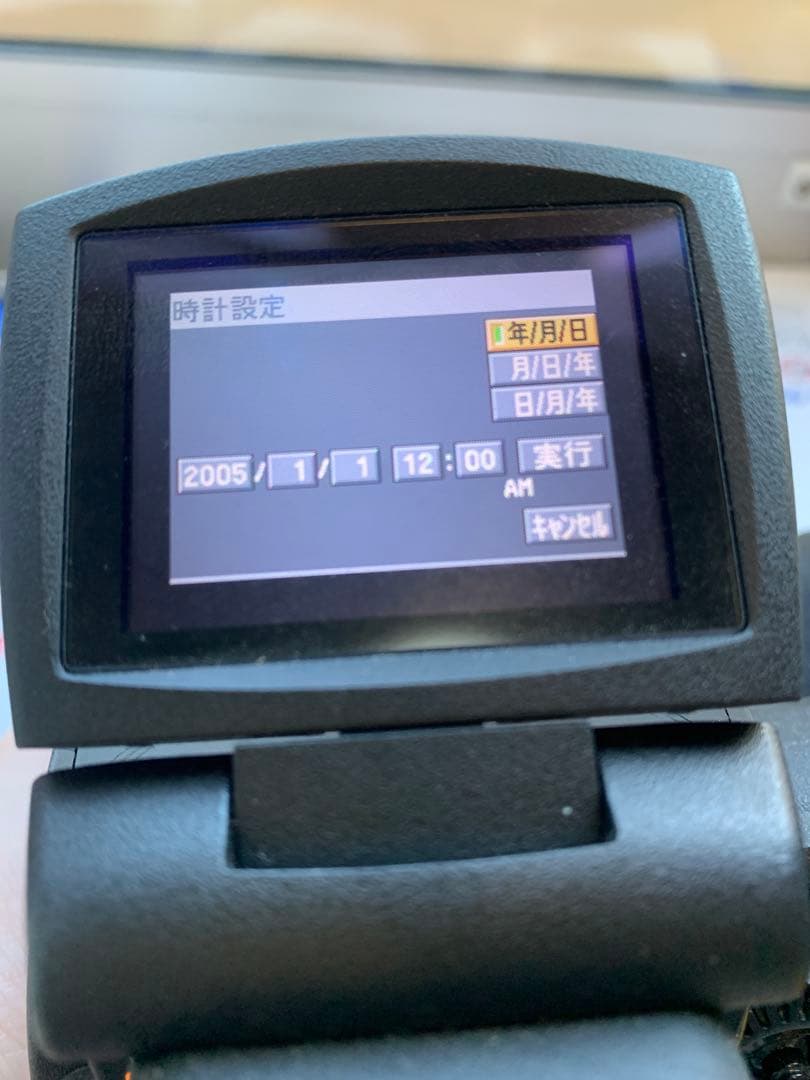 時計設定
年/月/日
月/日/年
日/月/年
2005/ 1/ 1 12:00 実行
AM
キャンセル